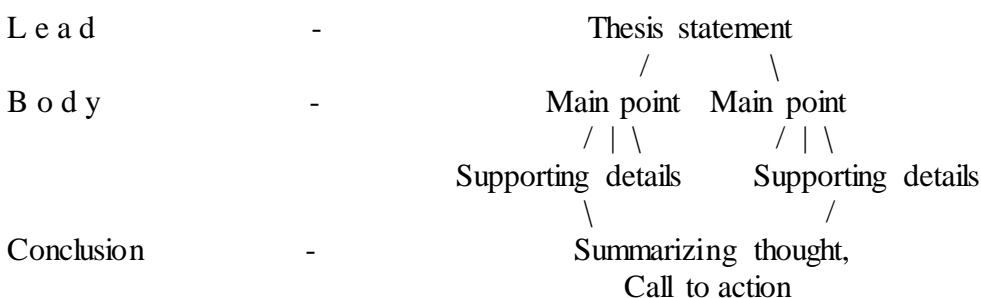 Lead - Thesis statement
/ \
Body - Main point Main point
/ | \ / | \
Supporting details Supporting details
\ /
Conclusion - Summarizing thought,
Call to action